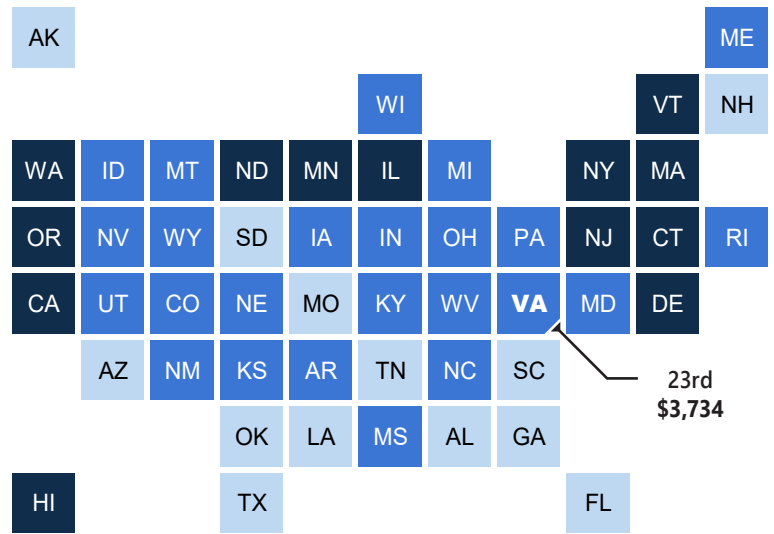 AK ME
WI VT NH
WA ID MT ND MN IL MI NY MA
OR NV WY SD IA IN OH PA NJ CT RI
CA UT CO NE MO KY WV VA MD DE
AZ NM KS AR TN NC SC
23rd
$3,734
OK LA MS AL GA
HI TX FL